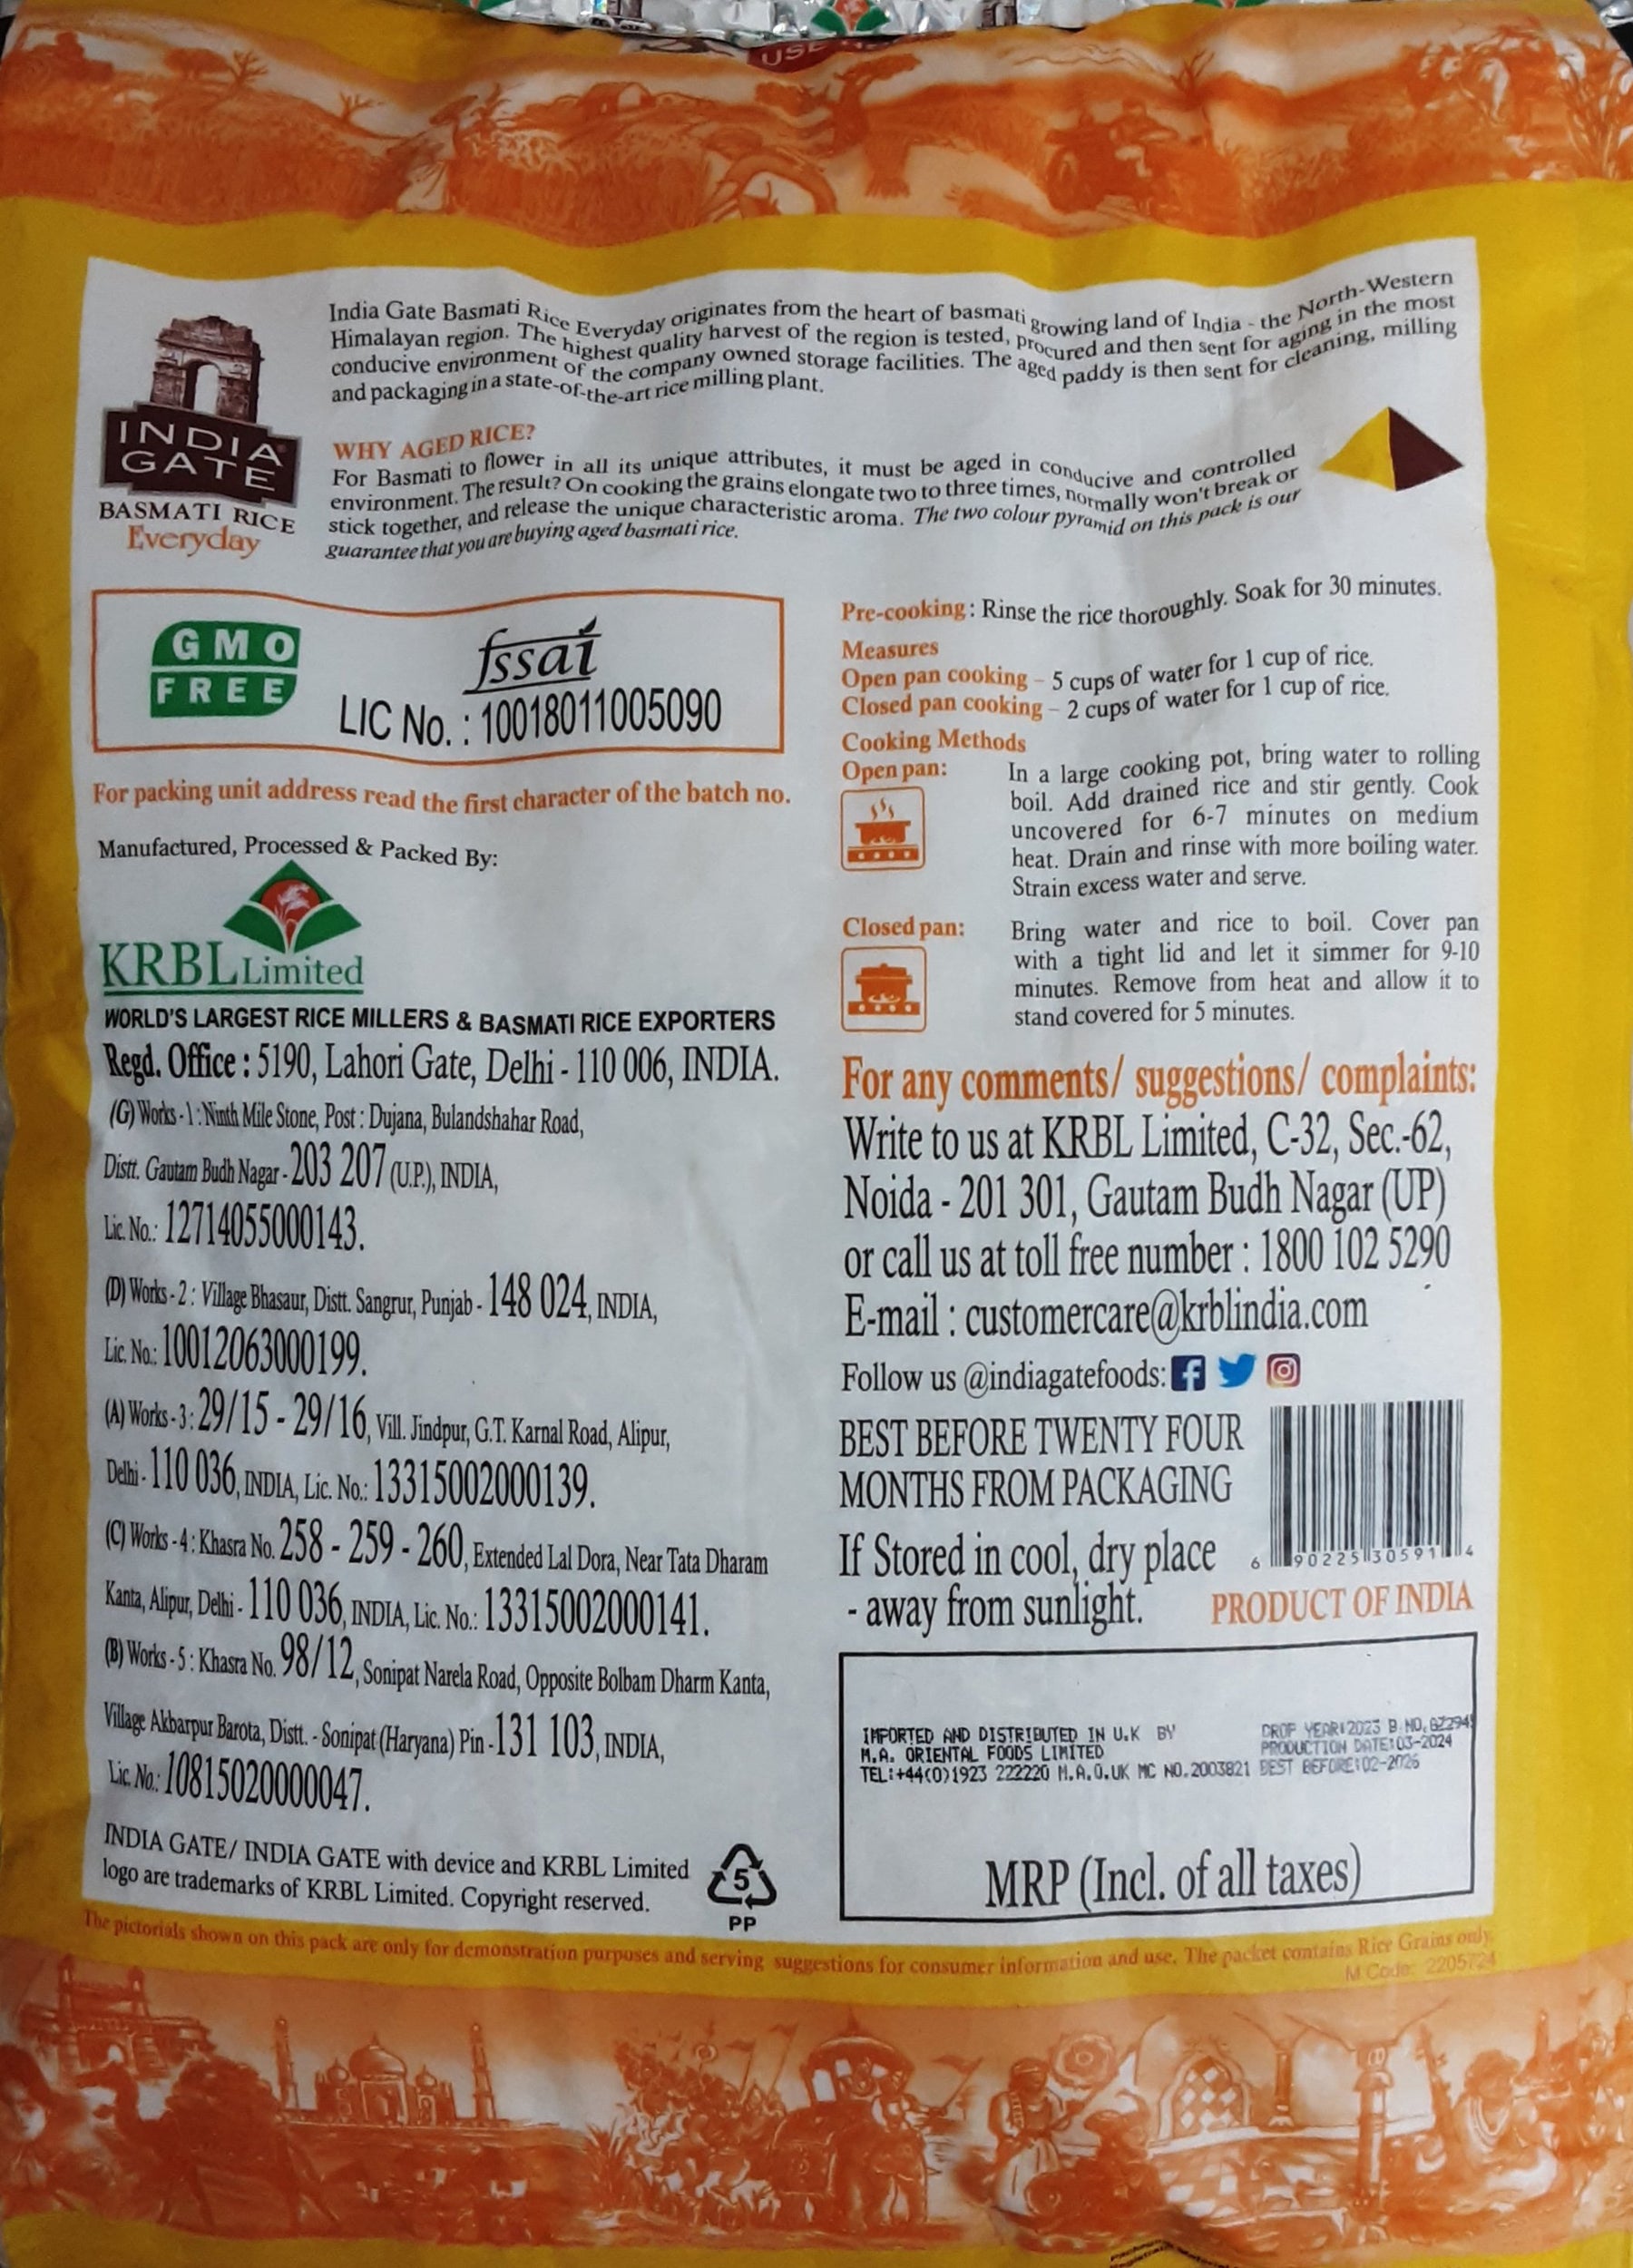 India Gate Basmati Rice Everyday originates from the heart of basmati growing land of India - the North-Western
Himalayan region. The highest quality harvest of the region is tested, procured and then sent for aging in the most
conducive environment of the company owned storage facilities. The aged paddy is then sent for cleaning, milling
and packaging in a state-of-the-art rice milling plant.
INDIA
GATE
BASMATI RICE
Everyday
WHY AGED RICE?
For Basmati to flower in all its unique attributes, it must be aged in conducive and controlled
environment. The result? On cooking the grains elongate two to three times, normally won't break or
stick together, and release the unique characteristic aroma. The two colour pyramid on this pack is our
guarantee that you are buying aged basmati rice.
GMO
FREE
fssai
LIC No. : 10018011005090
For packing unit address read the first character of the batch no.
Manufactured, Processed & Packed By:
KRBL Limited
WORLD'S LARGEST RICE MILLERS & BASMATI RICE EXPORTERS
Regd. Office : 5190, Lahori Gate, Delhi - 110 006, INDIA.
(G) Works - 1 : Ninth Mile Stone, Post : Dujana, Bulandshahar Road,
Distt. Gautam Budh Nagar - 203 207 (U.P.), INDIA,
Lic. No.: 12714055000143.
(D) Works - 2 : Village Bhasaur, Distt. Sangrur, Punjab - 148 024, INDIA,
Lic. No.: 10012063000199.
(A) Works - 3 : 29/15 - 29/16, Vill. Jindpur, G.T. Karnal Road, Alipur,
Delhi - 110 036, INDIA, Lic. No.: 13315002000139.
(C) Works - 4 : Khasra No. 258 - 259 - 260, Extended Lal Dora, Near Tata Dharam
Kanta, Alipur, Delhi - 110 036, INDIA, Lic. No.: 13315002000141.
(B) Works - 5 : Khasra No. 98/12, Sonipat Narela Road, Opposite Bolbam Dharm Kanta,
Village Akbarpur Barota, Distt. - Sonipat (Haryana) Pin - 131 103, INDIA,
Lic. No.: 10815020000047.
INDIA GATE/ INDIA GATE with device and KRBL Limited
logo are trademarks of KRBL Limited. Copyright reserved.
5
PP
Pre-cooking : Rinse the rice thoroughly. Soak for 30 minutes.
Measures
Open pan cooking – 5 cups of water for 1 cup of rice.
Closed pan cooking – 2 cups of water for 1 cup of rice.
Cooking Methods
Open pan: In a large cooking pot, bring water to rolling
boil. Add drained rice and stir gently. Cook
uncovered for 6-7 minutes on medium
heat. Drain and rinse with more boiling water.
Strain excess water and serve.
Closed pan: Bring water and rice to boil. Cover pan
with a tight lid and let it simmer for 9-10
minutes. Remove from heat and allow it to
stand covered for 5 minutes.
For any comments/ suggestions/ complaints:
Write to us at KRBL Limited, C-32, Sec.-62,
Noida - 201 301, Gautam Budh Nagar (UP)
or call us at toll free number : 1800 102 5290
E-mail : customercare@krblindia.com
Follow us @indiagatefoods:
BEST BEFORE TWENTY FOUR
MONTHS FROM PACKAGING
If Stored in cool, dry place
- away from sunlight.
6 90225 30591 4
PRODUCT OF INDIA
IMPORTED AND DISTRIBUTED IN U.K BY
M.A. ORIENTAL FOODS LIMITED
TEL:+44(0)1923 222220 M.A.O.UK MC NO.2003821
CROP YEAR:2023 B.NO.
PRODUCTION DATE:03-2024
BEST BEFORE:02-2026
MRP (Incl. of all taxes)
The pictorials shown on this pack are only for demonstration purposes and serving suggestions for consumer information and use. The packet contains Rice Grains only.
M Code: 2205724